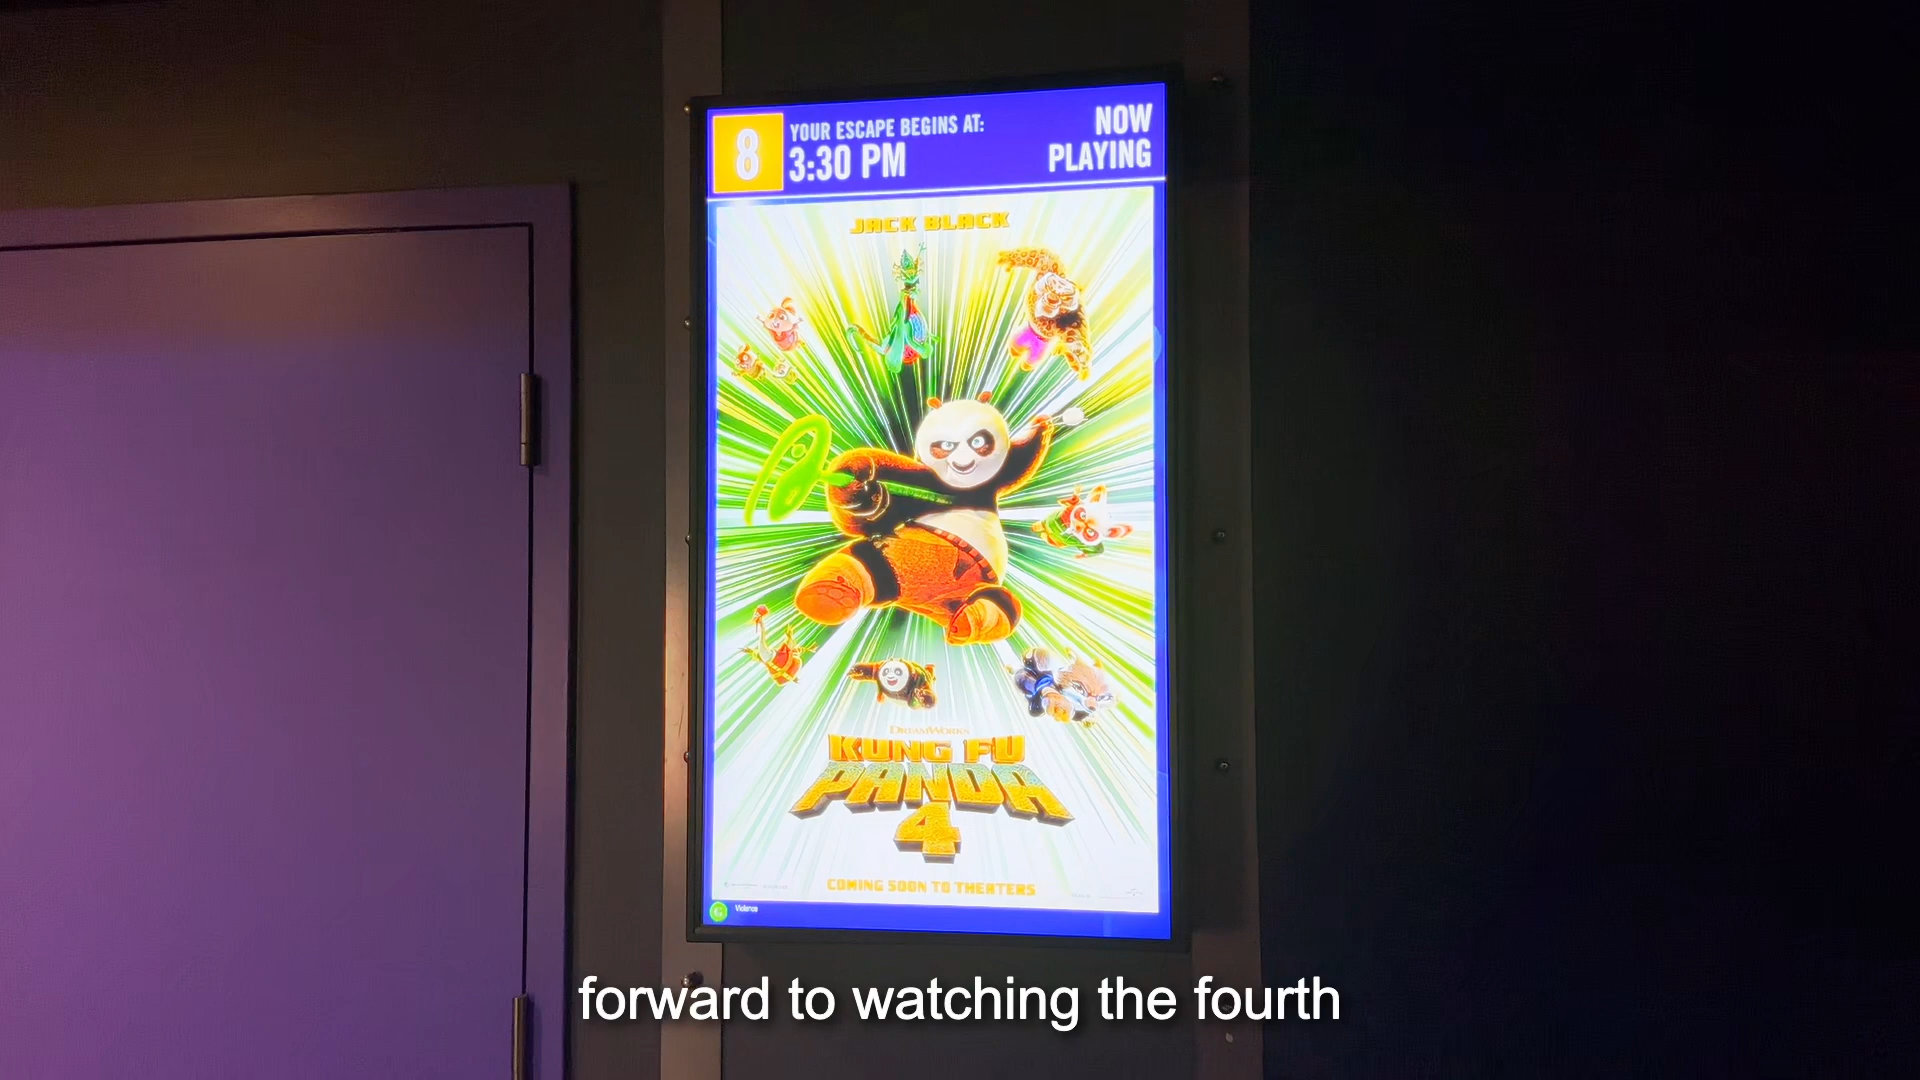 8
YOUR ESCAPE BEGINS AT:
3:30 PM
NOW
PLAYING
JACK BLACK
DREAMWORKS
KUNG FU
PANDA
4
COMING SOON TO THEATERS
G
Violence
forward to watching the fourth